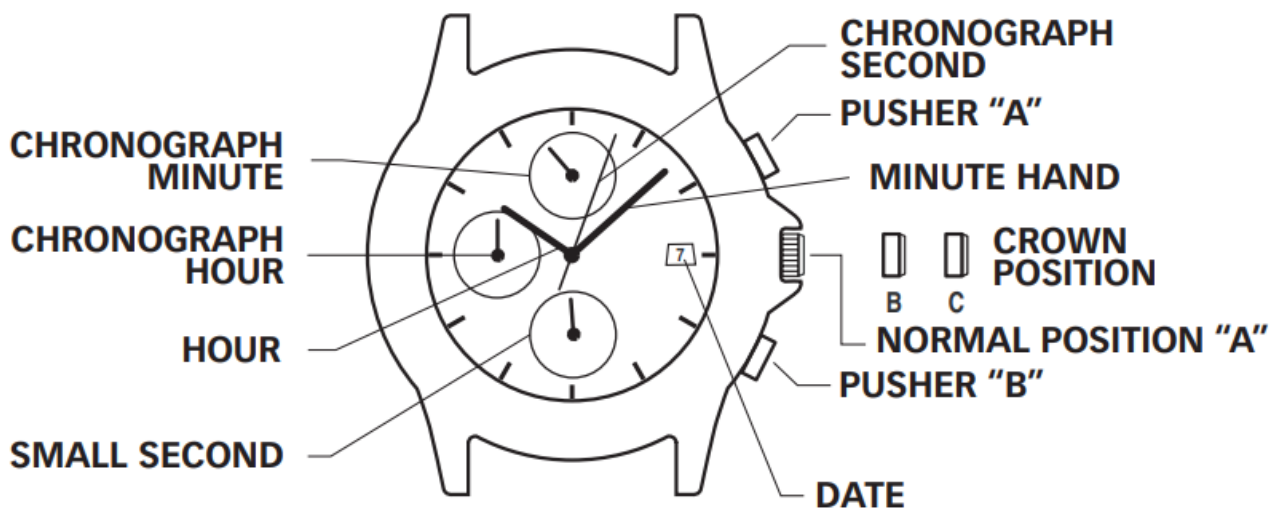 CHRONOGRAPH
SECOND
PUSHER “A”
CHRONOGRAPH
MINUTE
MINUTE HAND
CHRONOGRAPH
HOUR
7
B
C
CROWN
POSITION
HOUR
NORMAL POSITION “A”
PUSHER “B”
SMALL SECOND
DATE